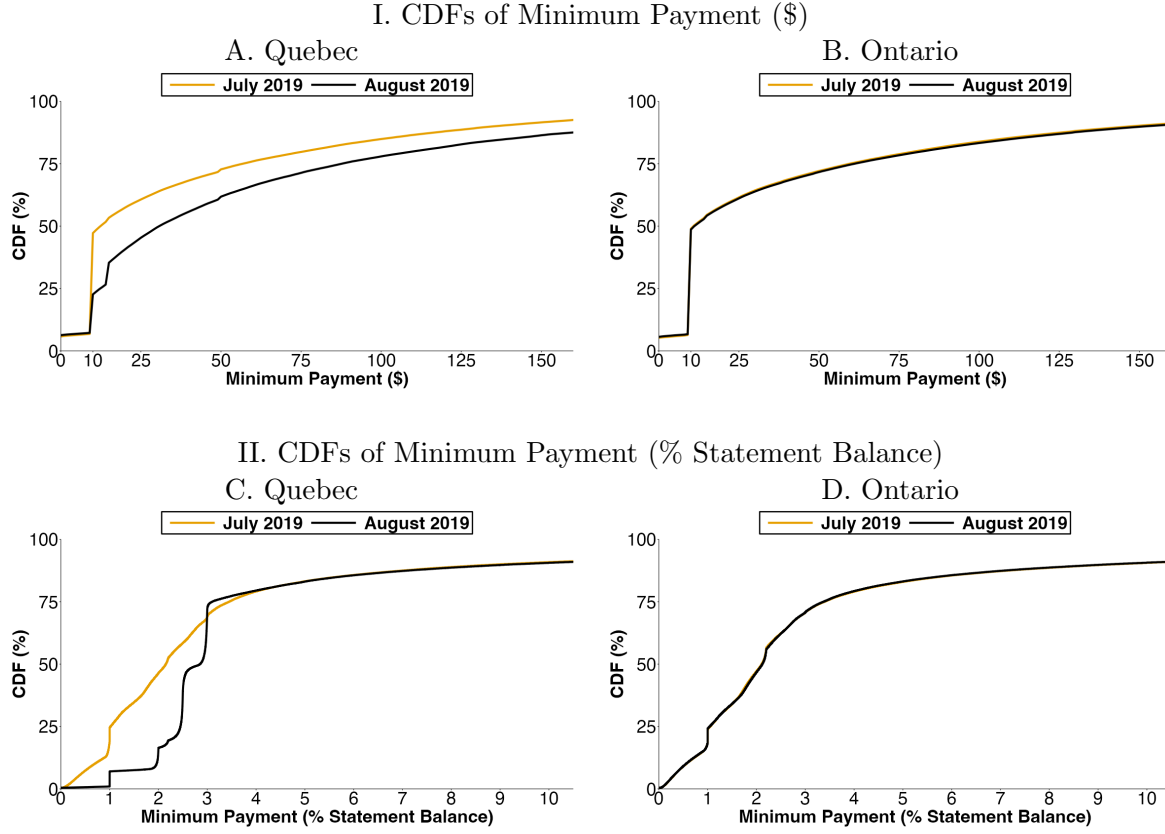 I. CDFs of Minimum Payment ($)
A. Quebec
July 2019 August 2019
CDF (%)
100
75
50
25
0
0 10 25 50 75 100 125 150
Minimum Payment ($)
B. Ontario
July 2019 August 2019
CDF (%)
100
75
50
25
0
0 10 25 50 75 100 125 150
Minimum Payment ($)
II. CDFs of Minimum Payment (% Statement Balance)
C. Quebec
July 2019 August 2019
CDF (%)
100
75
50
25
0
0 1 2 3 4 5 6 7 8 9 10
Minimum Payment (% Statement Balance)
D. Ontario
July 2019 August 2019
CDF (%)
100
75
50
25
0
0 1 2 3 4 5 6 7 8 9 10
Minimum Payment (% Statement Balance)